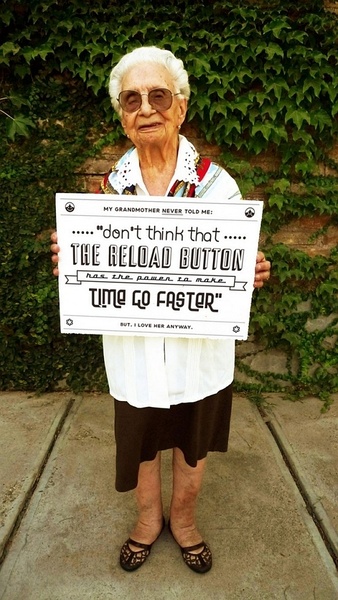 MY GRANDMOTHER NEVER TOLD ME:
"don't think that
THE RELOAD BUTTON
has the power to make
TIME GO FASTER"
BUT, I LOVE HER ANYWAY.